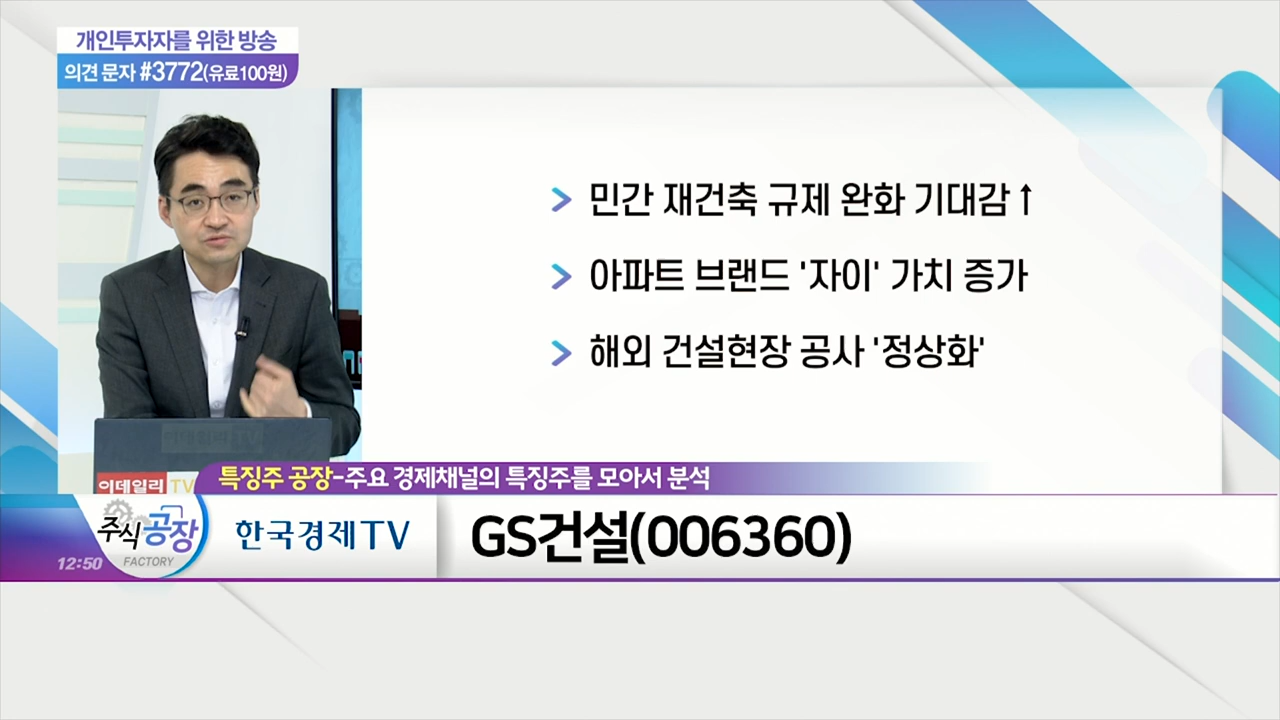 개인투자자를 위한 방송
의견 문자 #3772(유료100원)
> 민간 재건축 규제 완화 기대감↑
> 아파트 브랜드 '자이' 가치 증가
> 해외 건설현장 공사 '정상화'
이데일리 TV
특징주 공장-주요 경제채널의 특징주를 모아서 분석
주식공장
FACTORY
12:50
한국경제TV
GS건설(006360)